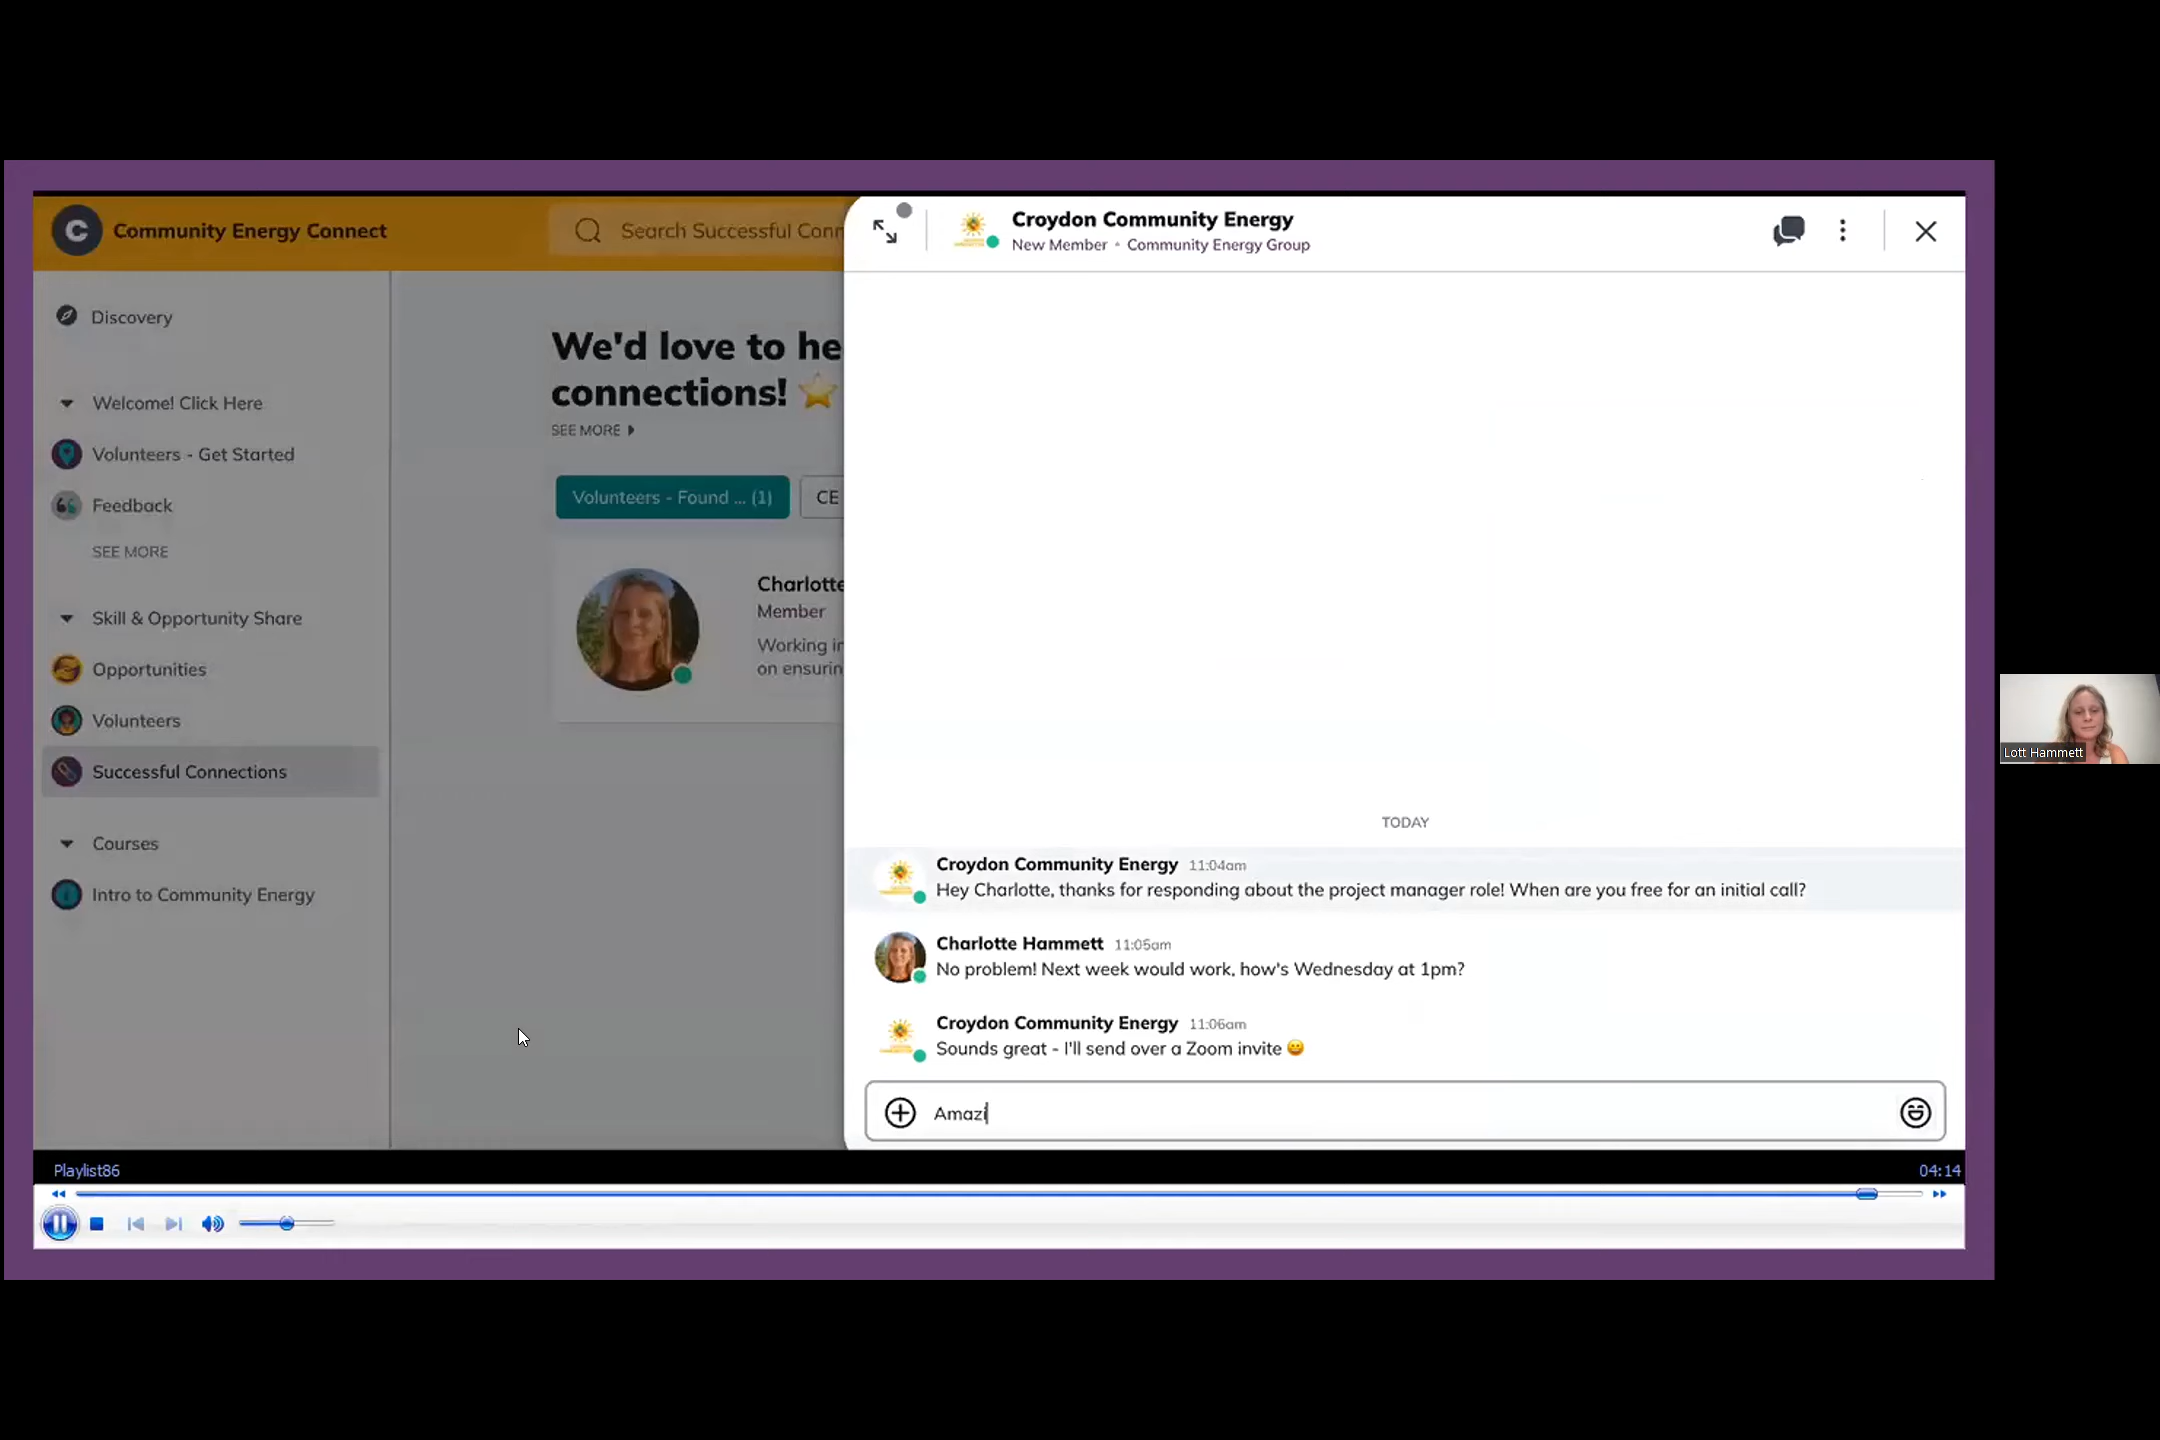 Community Energy Connect
Search Successful Conn
Discovery
Welcome! Click Here
Volunteers - Get Started
Feedback
SEE MORE
Skill & Opportunity Share
Opportunities
Volunteers
Successful Connections
Courses
Intro to Community Energy
We'd love to he
connections!
SEE MORE
Volunteers - Found ... (1)
CE
Charlotte
Member
Working in
on ensurin
Croydon Community Energy
New Member • Community Energy Group
TODAY
Croydon Community Energy 11:04am
Hey Charlotte, thanks for responding about the project manager role! When are you free for an initial call?
Charlotte Hammett 11:05am
No problem! Next week would work, how's Wednesday at 1pm?
Croydon Community Energy 11:06am
Sounds great - I'll send over a Zoom invite 😀
Amazi
Playlist86
04:14
Lott Hammett